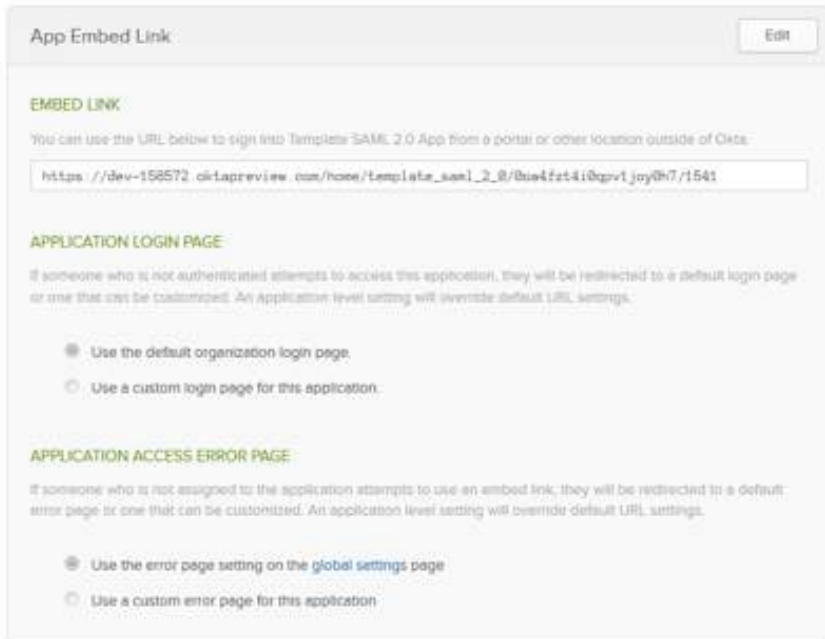 App Embed Link
Edit
EMBED LINK
You can use the URL below to sign into Template SAML 2.0 App from a portal or other location outside of Okta.
https://dev-158572.oktapreview.com/home/template_saml_2_0/0ua4fzt4i0qpv1joy0h7/1541
APPLICATION LOGIN PAGE
If someone who is not authenticated attempts to access this application, they will be redirected to a default login page
or one that can be customized. An application level setting will override default URL settings.
Use the default organization login page.
Use a custom login page for this application.
APPLICATION ACCESS ERROR PAGE
If someone who is not assigned to the application attempts to use an embed link, they will be redirected to a default
error page or one that can be customized. An application level setting will override default URL settings.
Use the error page setting on the global settings page
Use a custom error page for this application